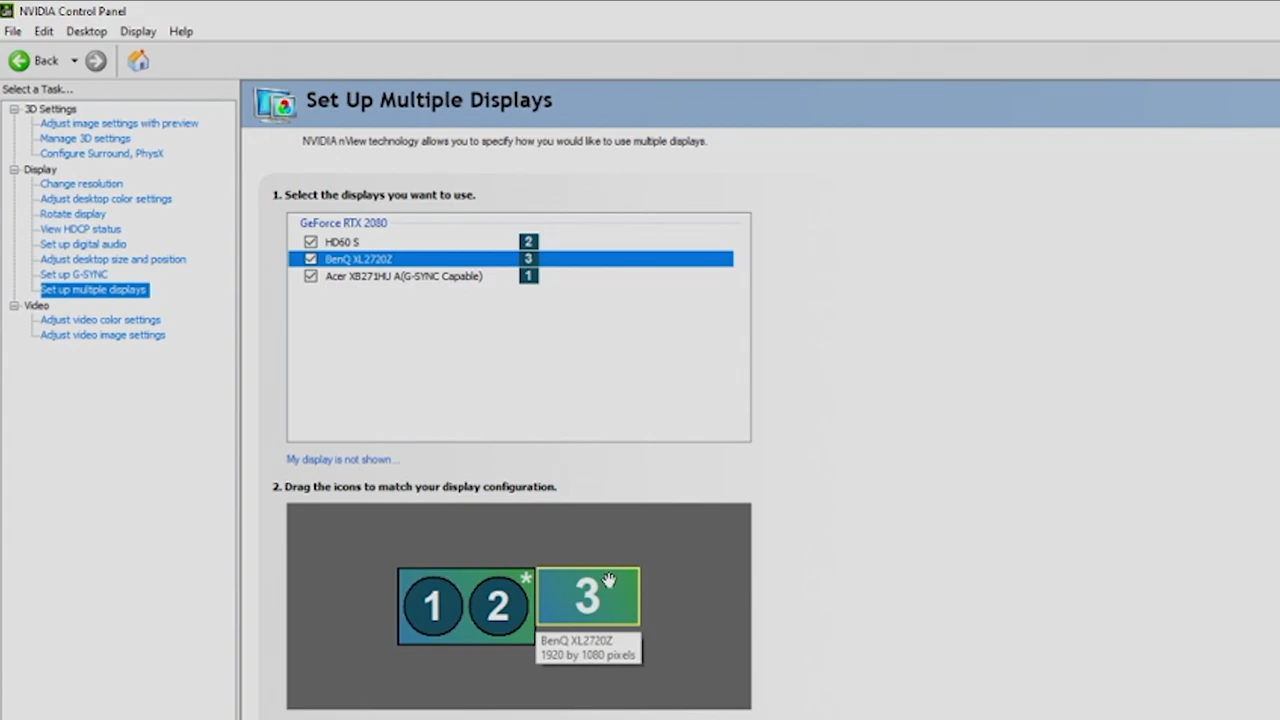 NVIDIA Control Panel
File Edit Desktop Display Help
Back
Select a Task...
3D Settings
Adjust image settings with preview
Manage 3D settings
Configure Surround, PhysX
Display
Change resolution
Adjust desktop color settings
Rotate display
View HDCP status
Set up digital audio
Adjust desktop size and position
Set up G-SYNC
Set up multiple displays
Video
Adjust video color settings
Adjust video image settings
Set Up Multiple Displays
NVIDIA nView technology allows you to specify how you would like to use multiple displays.
1. Select the displays you want to use.
GeForce RTX 2080
HD60 S 2
BenQ XL2720Z 3
Acer XB271HU A(G-SYNC Capable) 1
My display is not shown...
2. Drag the icons to match your display configuration.
1 2 * 3
BenQ XL2720Z
1920 by 1080 pixels